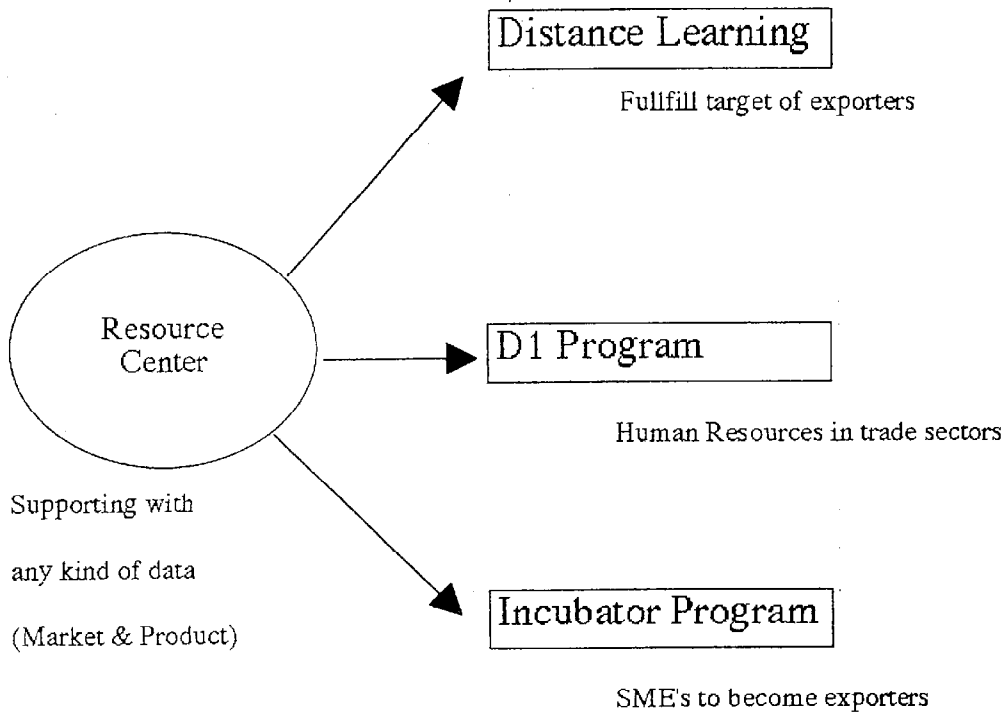 Distance Learning
Fullfill target of exporters
Resource
Center
D1 Program
Human Resources in trade sectors
Supporting with
any kind of data
(Market & Product)
Incubator Program
SME's to become exporters